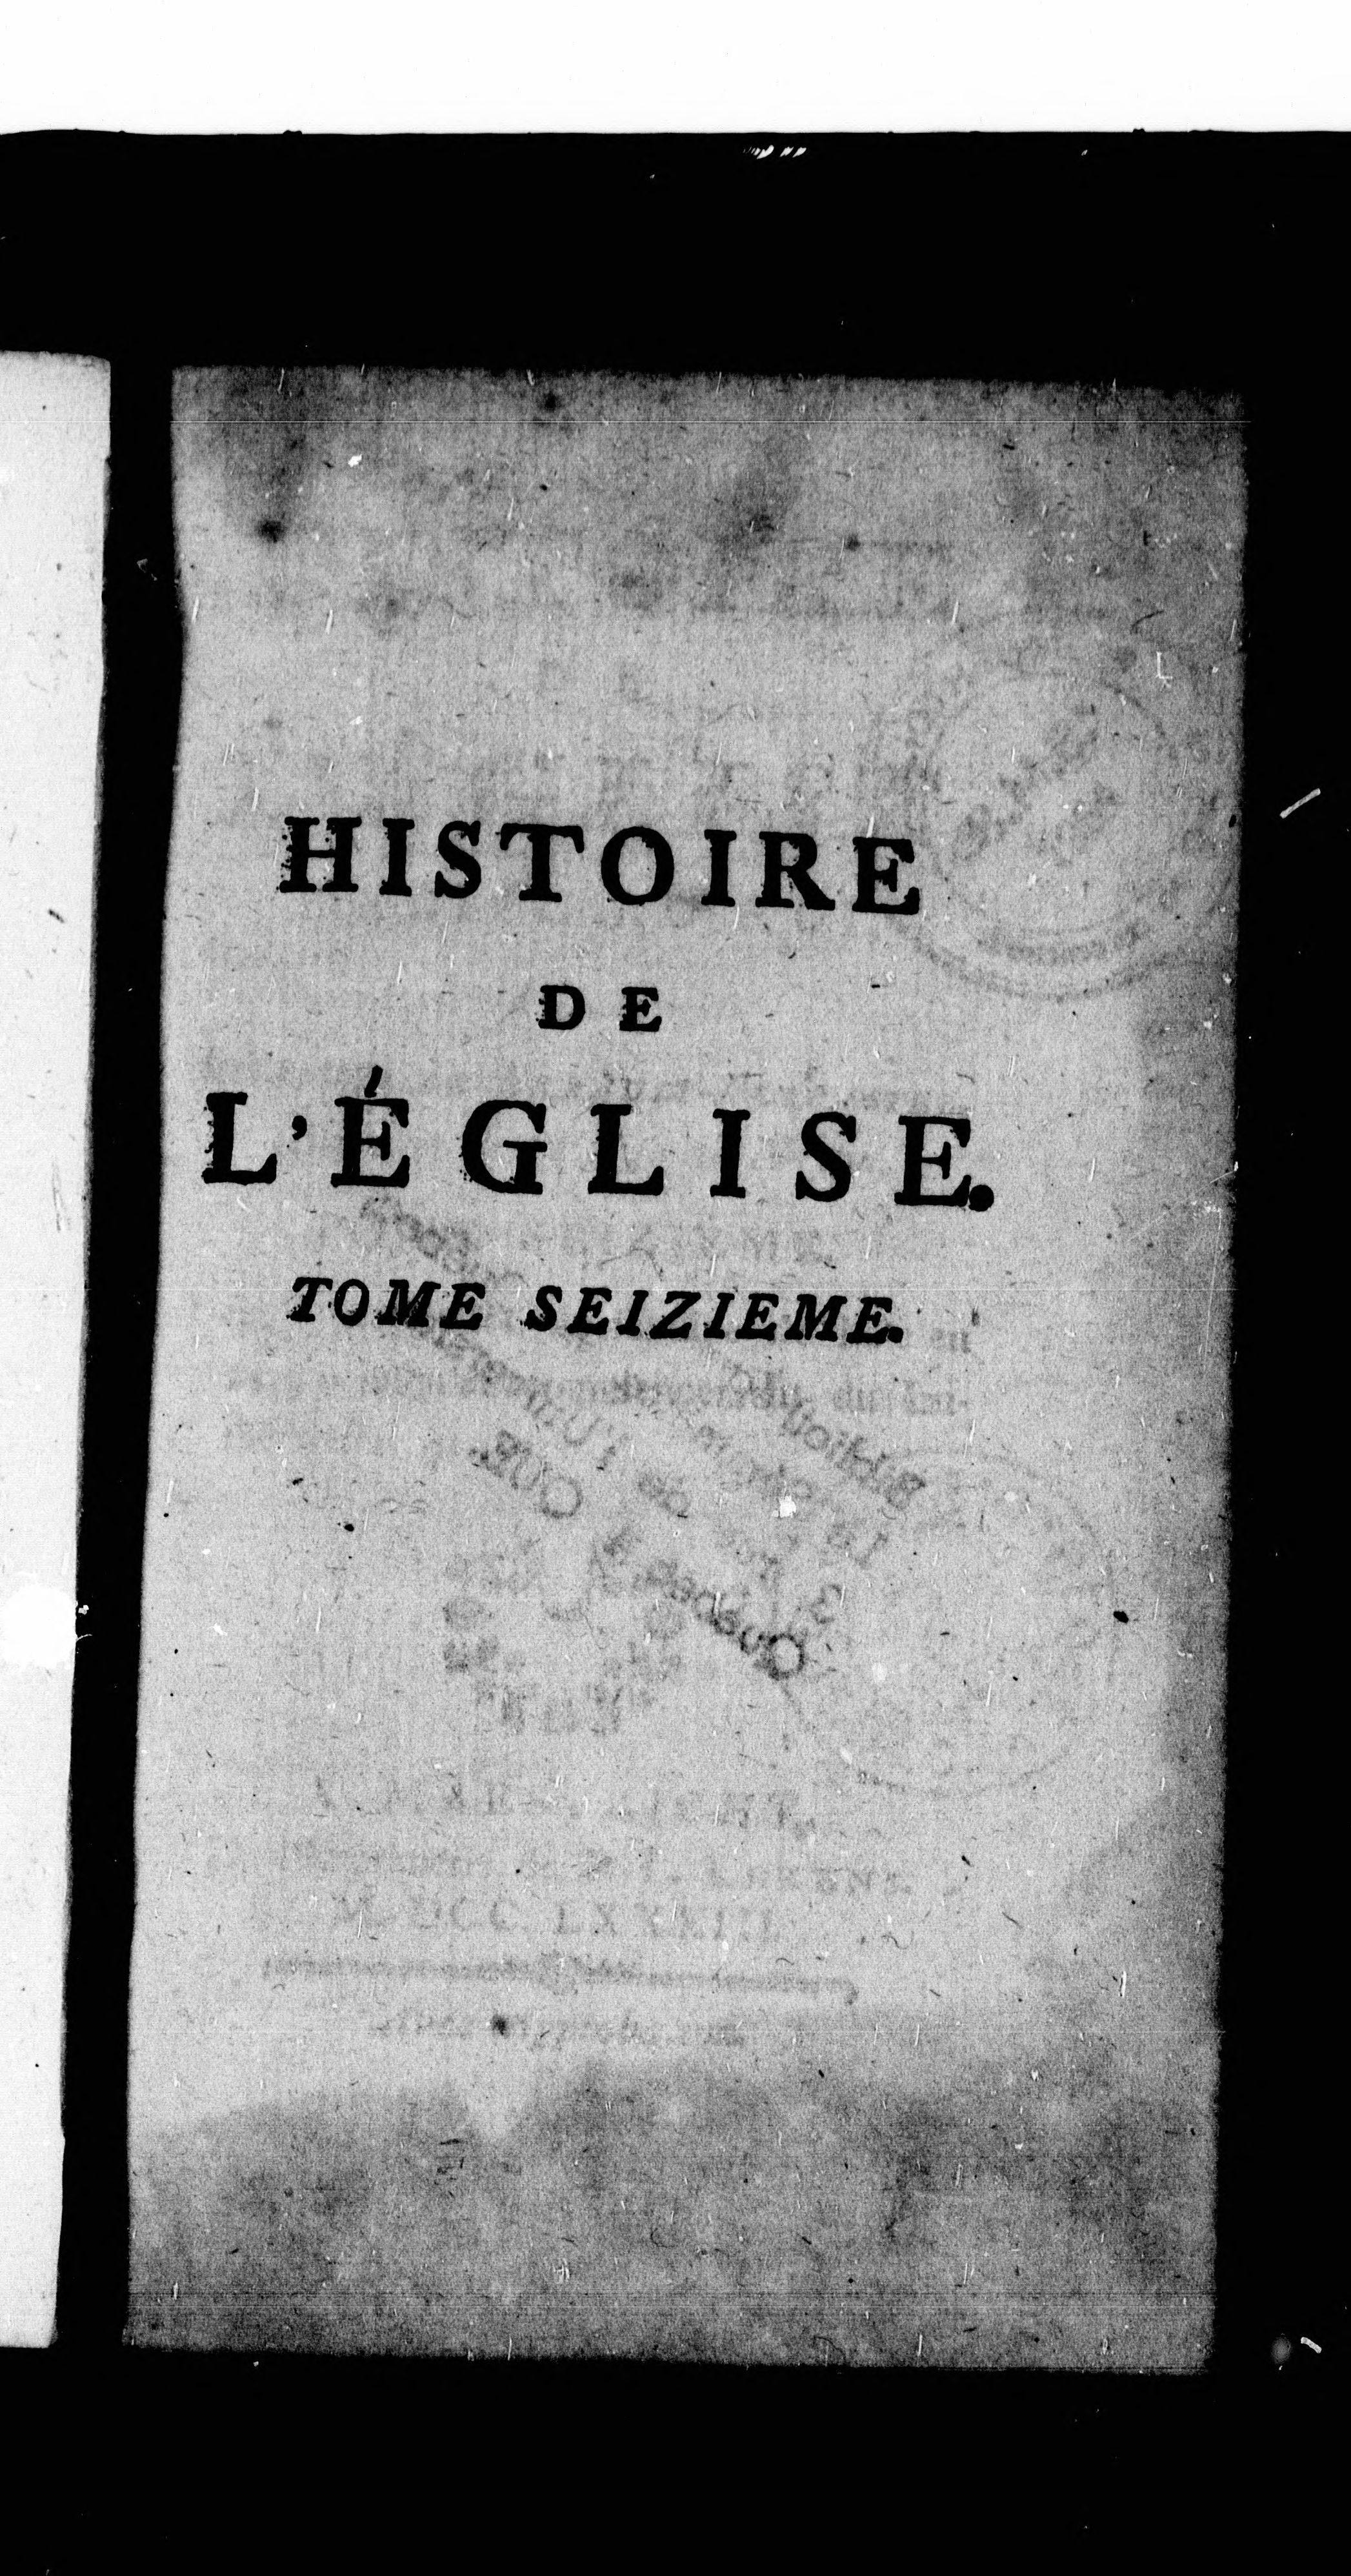 HISTOIRE
DE
L'ÉGLISE.
TOME SEIZIEME.